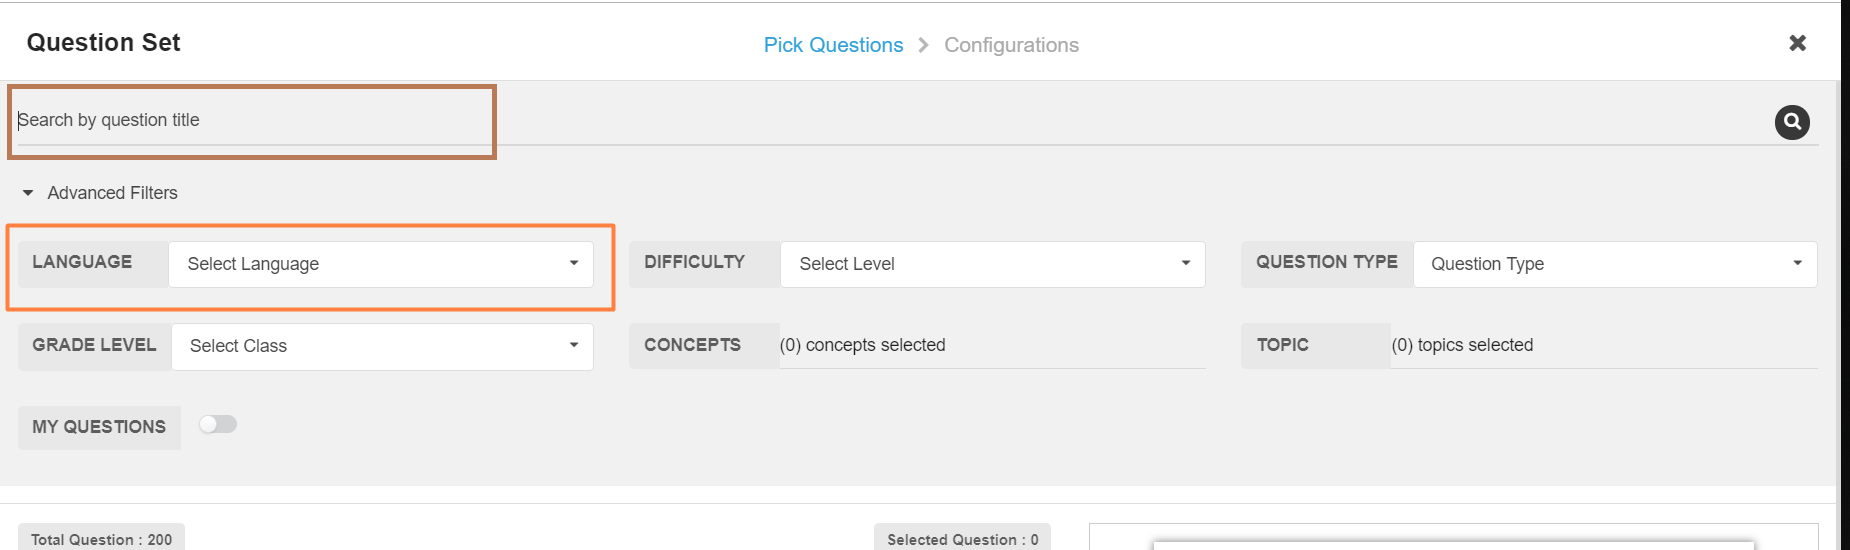 Question Set
Pick Questions > Configurations
Search by question title
Advanced Filters
LANGUAGE Select Language DIFFICULTY Select Level QUESTION TYPE Question Type
GRADE LEVEL Select Class CONCEPTS (0) concepts selected TOPIC (0) topics selected
MY QUESTIONS
Total Question : 200 Selected Question : 0